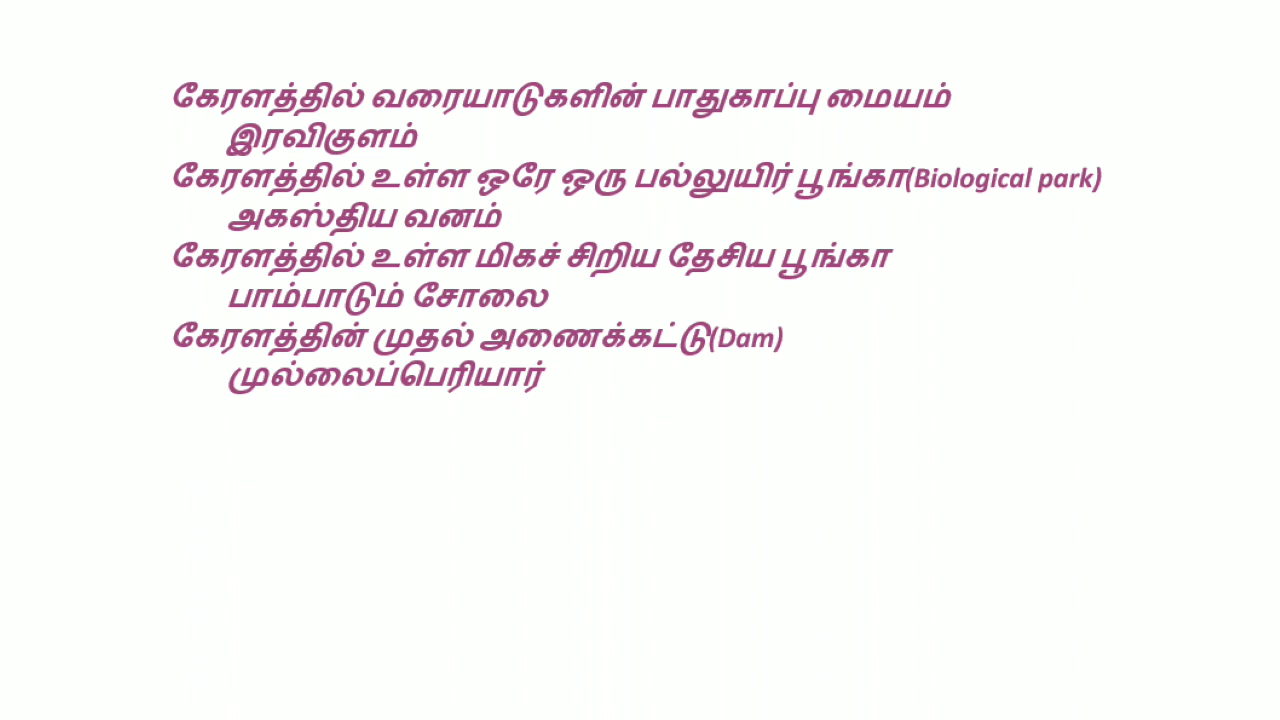 கேரளத்தில் வரையாடுகளின் பாதுகாப்பு மையம்
இரவிகுளம்
கேரளத்தில் உள்ள ஒரே ஒரு பல்லுயிர் பூங்கா(Biological park)
அகஸ்திய வனம்
கேரளத்தில் உள்ள மிகச் சிறிய தேசிய பூங்கா
பாம்பாடும் சோலை
கேரளத்தின் முதல் அணைக்கட்டு(Dam)
முல்லைப்பெரியார்